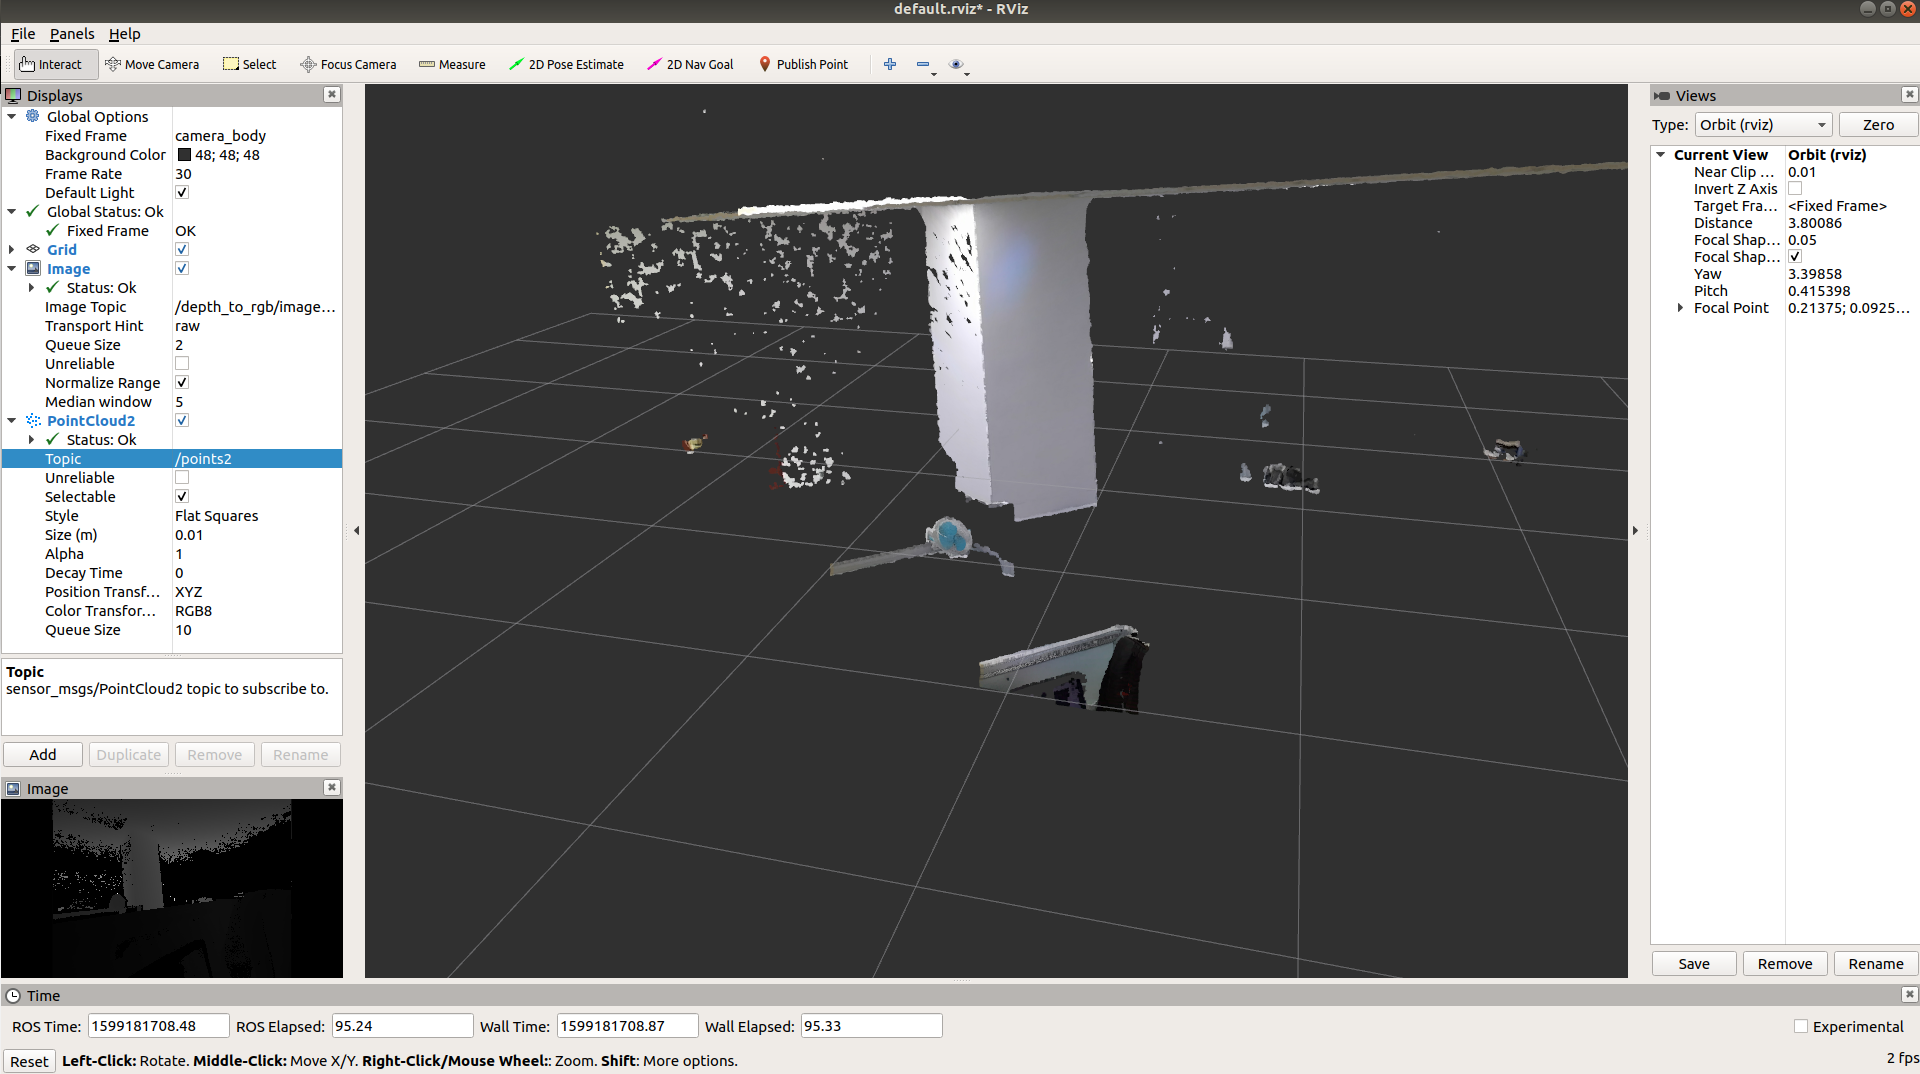 default.rviz* - RViz
File Panels Help
Interact Move Camera Select Focus Camera Measure 2D Pose Estimate 2D Nav Goal Publish Point
Displays
Global Options
Fixed Frame camera_body
Background Color 48; 48; 48
Frame Rate 30
Default Light
Global Status: Ok
Fixed Frame OK
Grid
Image
Status: Ok
Image Topic /depth_to_rgb/image...
Transport Hint raw
Queue Size 2
Unreliable
Normalize Range
Median window 5
PointCloud2
Status: Ok
Topic /points2
Unreliable
Selectable
Style Flat Squares
Size (m) 0.01
Alpha 1
Decay Time 0
Position Transf... XYZ
Color Transfor... RGB8
Queue Size 10
Topic
sensor_msgs/PointCloud2 topic to subscribe to.
Add Duplicate Remove Rename
Image
Views
Type: Orbit (rviz) Zero
Current View Orbit (rviz)
Near Clip ... 0.01
Invert Z Axis
Target Fra... <Fixed Frame>
Distance 3.80086
Focal Shap... 0.05
Focal Shap...
Yaw 3.39858
Pitch 0.415398
Focal Point 0.21375; 0.0925...
Save Remove Rename
Time
ROS Time: 1599181708.48 ROS Elapsed: 95.24 Wall Time: 1599181708.87 Wall Elapsed: 95.33 Experimental
Reset Left-Click: Rotate. Middle-Click: Move X/Y. Right-Click/Mouse Wheel:: Zoom. Shift: More options. 2 fps